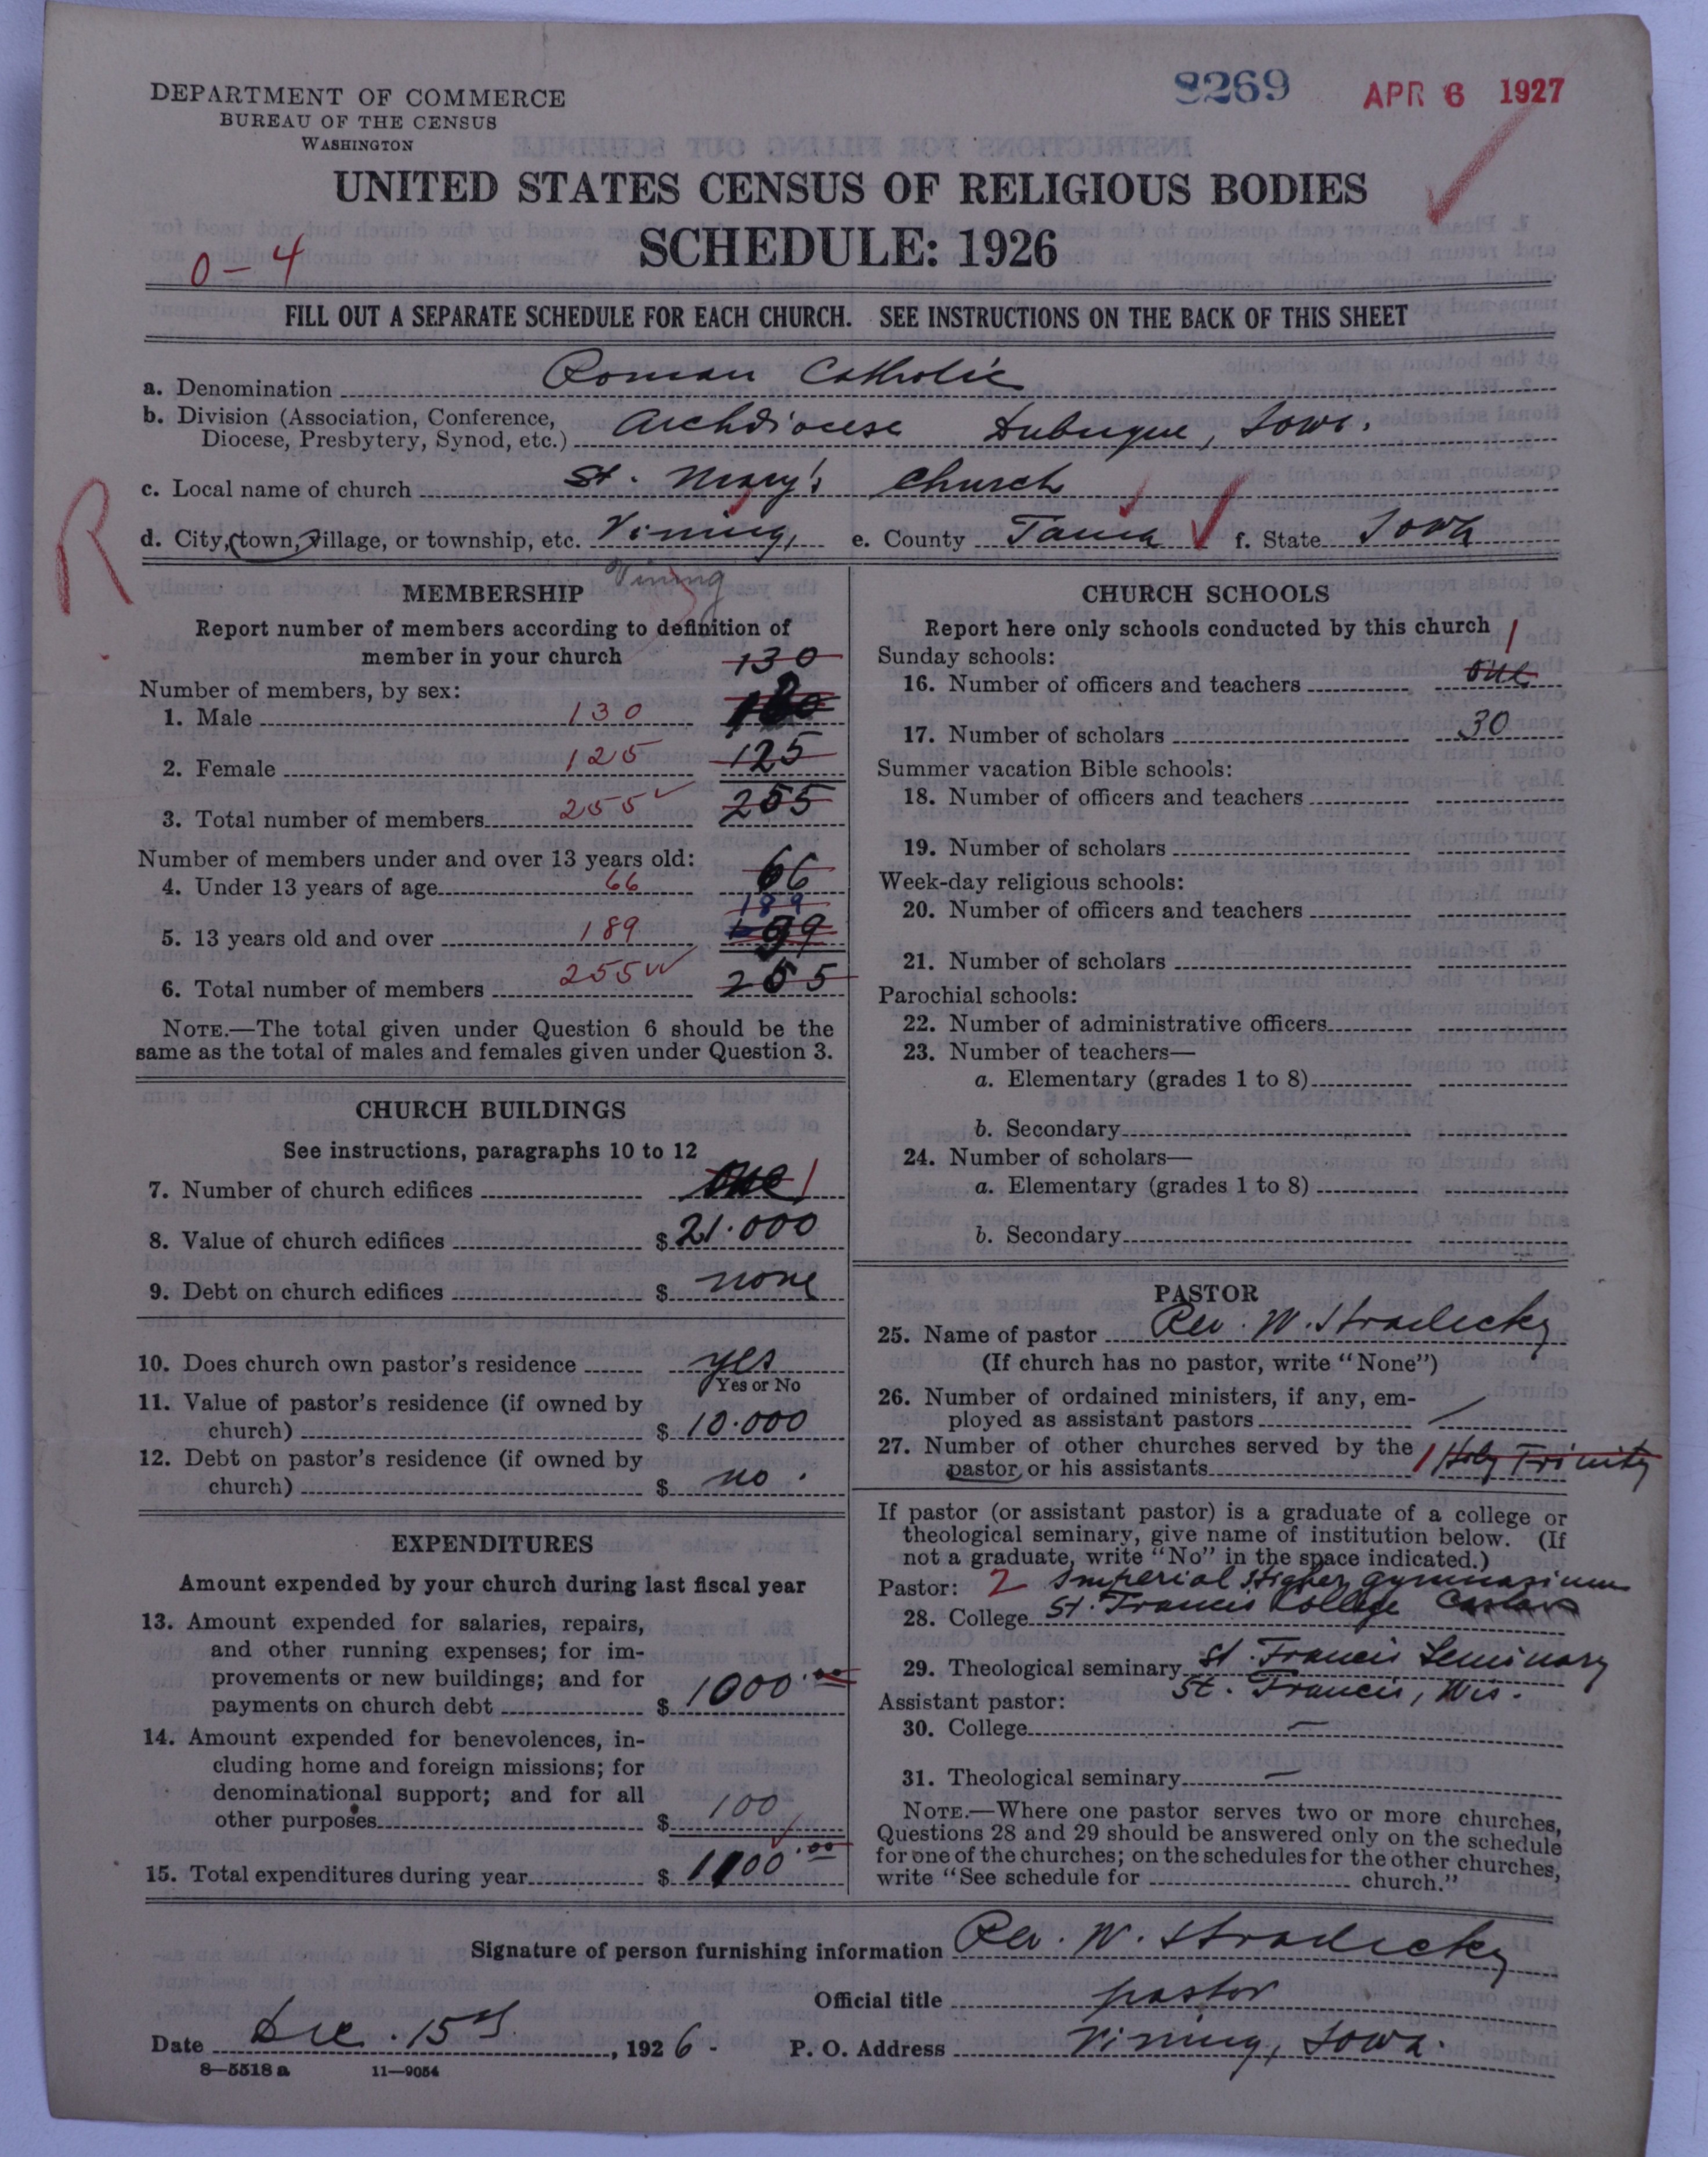 8269 APR 6 1927
DEPARTMENT OF COMMERCE
BUREAU OF THE CENSUS
WASHINGTON
UNITED STATES CENSUS OF RELIGIOUS BODIES
SCHEDULE: 1926
0-4
FILL OUT A SEPARATE SCHEDULE FOR EACH CHURCH. SEE INSTRUCTIONS ON THE BACK OF THIS SHEET
a. Denomination Roman Catholic
b. Division (Association, Conference,
Diocese, Presbytery, Synod, etc.) Archdiocese Dubuque, Iowa.
R
c. Local name of church St. Mary's Church
d. City, town, village, or township, etc. Vining, e. County Tama f. State Iowa
Vining
MEMBERSHIP
Report number of members according to definition of
member in your church 130
Number of members, by sex:
1. Male 130
2. Female 125 125
3. Total number of members 255 255
Number of members under and over 13 years old:
4. Under 13 years of age 66 66
189
5. 13 years old and over 189
6. Total number of members 255 255
NOTE.—The total given under Question 6 should be the
same as the total of males and females given under Question 3.
CHURCH BUILDINGS
See instructions, paragraphs 10 to 12
7. Number of church edifices one 1
8. Value of church edifices $ 21.000
9. Debt on church edifices $ none
10. Does church own pastor's residence yes
Yes or No
11. Value of pastor's residence (if owned by
church) $ 10.000
12. Debt on pastor's residence (if owned by
church) $ no.
EXPENDITURES
Amount expended by your church during last fiscal year
13. Amount expended for salaries, repairs,
and other running expenses; for im-
provements or new buildings; and for
payments on church debt $ 1000.00
14. Amount expended for benevolences, in-
cluding home and foreign missions; for
denominational support; and for all
other purposes $ 100
15. Total expenditures during year $ 1100.00
CHURCH SCHOOLS
Report here only schools conducted by this church
Sunday schools: 1
16. Number of officers and teachers one
17. Number of scholars 30
Summer vacation Bible schools:
18. Number of officers and teachers
19. Number of scholars
Week-day religious schools:
20. Number of officers and teachers
21. Number of scholars
Parochial schools:
22. Number of administrative officers
23. Number of teachers—
a. Elementary (grades 1 to 8)
b. Secondary
24. Number of scholars—
a. Elementary (grades 1 to 8)
b. Secondary
PASTOR
25. Name of pastor Rev. W. Hradecky
(If church has no pastor, write "None")
26. Number of ordained ministers, if any, em-
ployed as assistant pastors
27. Number of other churches served by the
pastor or his assistants 1 Holy Trinity
If pastor (or assistant pastor) is a graduate of a college or
theological seminary, give name of institution below. (If
not a graduate, write "No" in the space indicated.)
Pastor: 2 Imperial Higher gymnasium
28. College St. Francis College
29. Theological seminary St. Francis Seminary
St. Francis, Wis.
Assistant pastor:
30. College —
31. Theological seminary —
NOTE.—Where one pastor serves two or more churches,
Questions 28 and 29 should be answered only on the schedule
for one of the churches; on the schedules for the other churches,
write "See schedule for church."
Signature of person furnishing information Rev. W. Hradecky
Official title pastor
Date Dec. 15th, 1926 - P. O. Address Vining, Iowa.
8—5518 a 11—9054